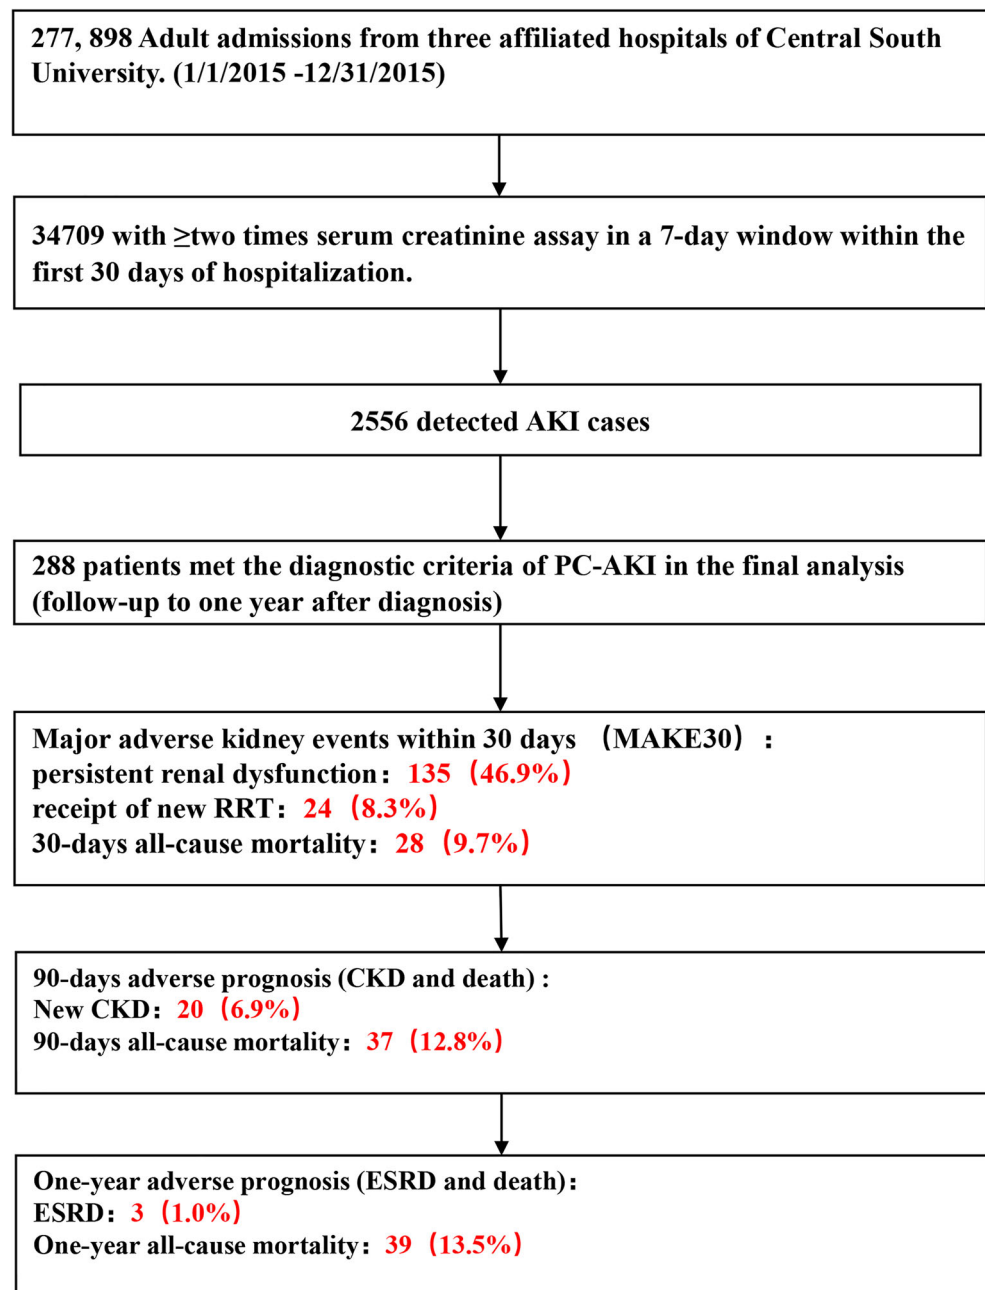 277, 898 Adult admissions from three affiliated hospitals of Central South
University. (1/1/2015 -12/31/2015)
34709 with ≥two times serum creatinine assay in a 7-day window within the
first 30 days of hospitalization.
2556 detected AKI cases
288 patients met the diagnostic criteria of PC-AKI in the final analysis
(follow-up to one year after diagnosis)
Major adverse kidney events within 30 days （MAKE30）:
persistent renal dysfunction：135（46.9%）
receipt of new RRT：24（8.3%）
30-days all-cause mortality：28（9.7%）
90-days adverse prognosis (CKD and death) :
New CKD：20（6.9%）
90-days all-cause mortality：37（12.8%）
One-year adverse prognosis (ESRD and death)：
ESRD：3（1.0%）
One-year all-cause mortality：39（13.5%）